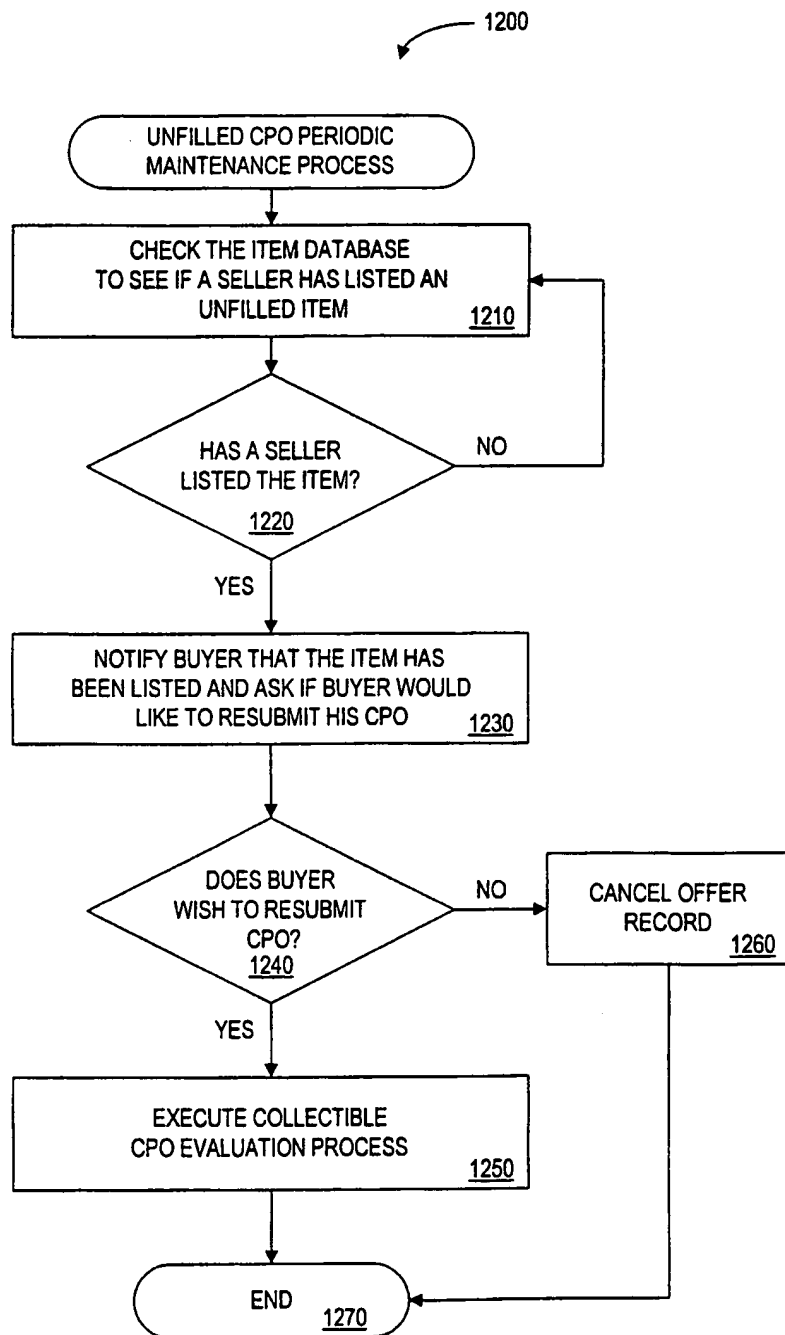 1200
UNFILLED CPO PERIODIC
MAINTENANCE PROCESS
CHECK THE ITEM DATABASE
TO SEE IF A SELLER HAS LISTED AN
UNFILLED ITEM
1210
HAS A SELLER
LISTED THE ITEM?
1220
NO
YES
NOTIFY BUYER THAT THE ITEM HAS
BEEN LISTED AND ASK IF BUYER WOULD
LIKE TO RESUBMIT HIS CPO
1230
DOES BUYER
WISH TO RESUBMIT
CPO?
1240
NO
CANCEL OFFER
RECORD
1260
YES
EXECUTE COLLECTIBLE
CPO EVALUATION PROCESS
1250
END
1270